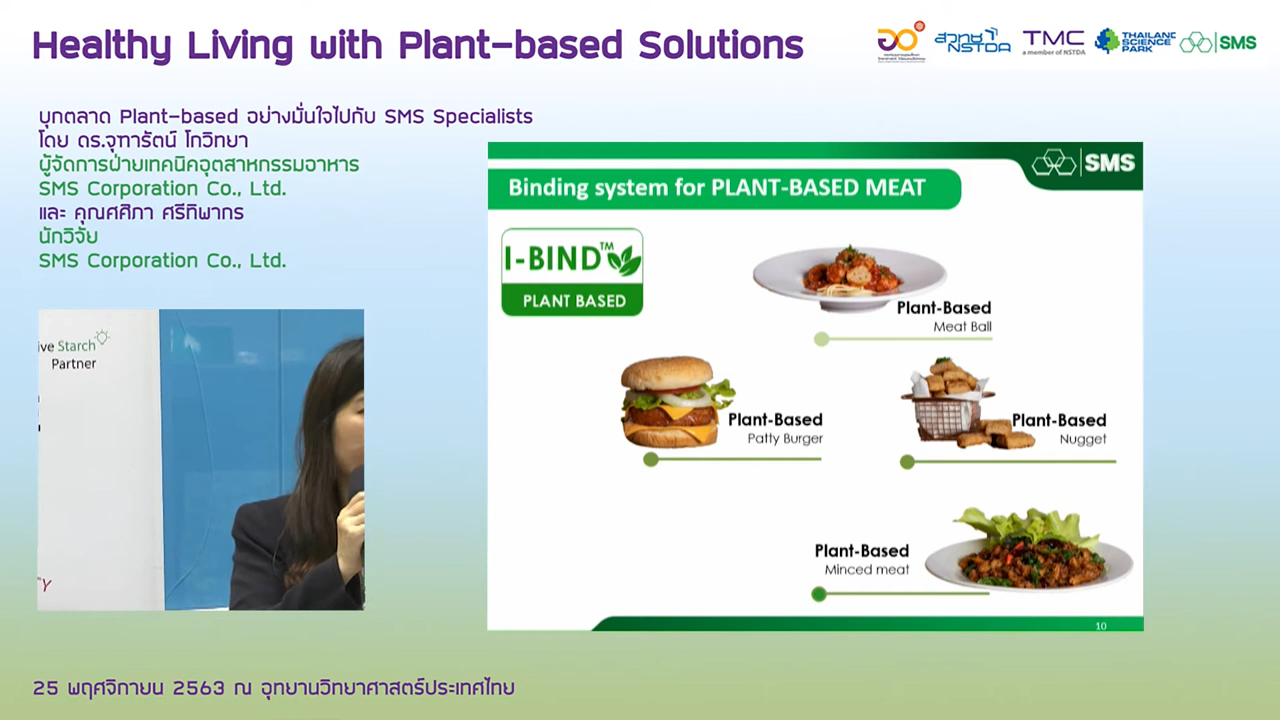 Healthy Living with Plant-based Solutions
สวทช
NSTDA
TMC
a member of NSTDA
THAILAND
SCIENCE
PARK
SMS
บุกตลาด Plant-based อย่างมั่นใจไปกับ SMS Specialists
โดย ดร.จุฑารัตน์ โกวิทยา
ผู้จัดการฝ่ายเทคนิคอุตสาหกรรมอาหาร
SMS Corporation Co., Ltd.
และ คุณศศิภา ศรีทิพากร
นักวิจัย
SMS Corporation Co., Ltd.
ive Starch
Partner
SMS
Binding system for PLANT-BASED MEAT
I-BIND™
PLANT BASED
Plant-Based
Meat Ball
Plant-Based
Patty Burger
Plant-Based
Nugget
Plant-Based
Minced meat
10
25 พฤศจิกายน 2563 ณ อุทยานวิทยาศาสตร์ประเทศไทย